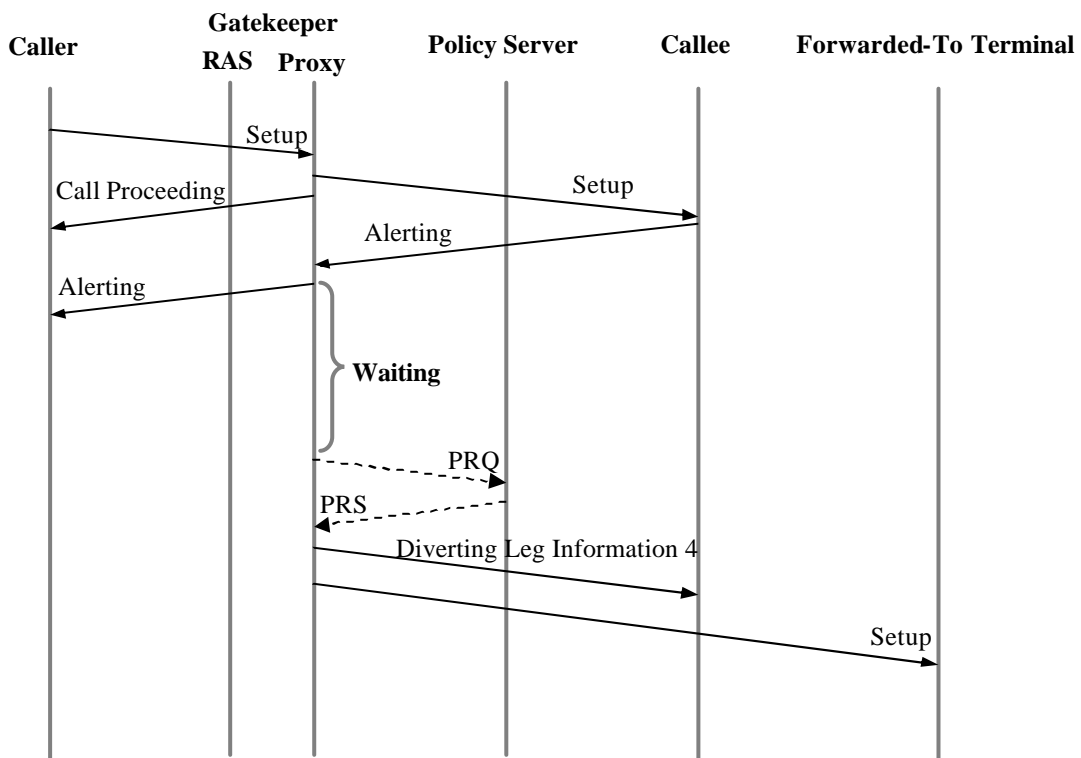 Gatekeeper
Caller
RAS
Proxy
Policy Server
Callee
Forwarded-To Terminal
Setup
Call Proceeding
Setup
Alerting
Alerting
Waiting
PRQ
PRS
Diverting Leg Information 4
Setup